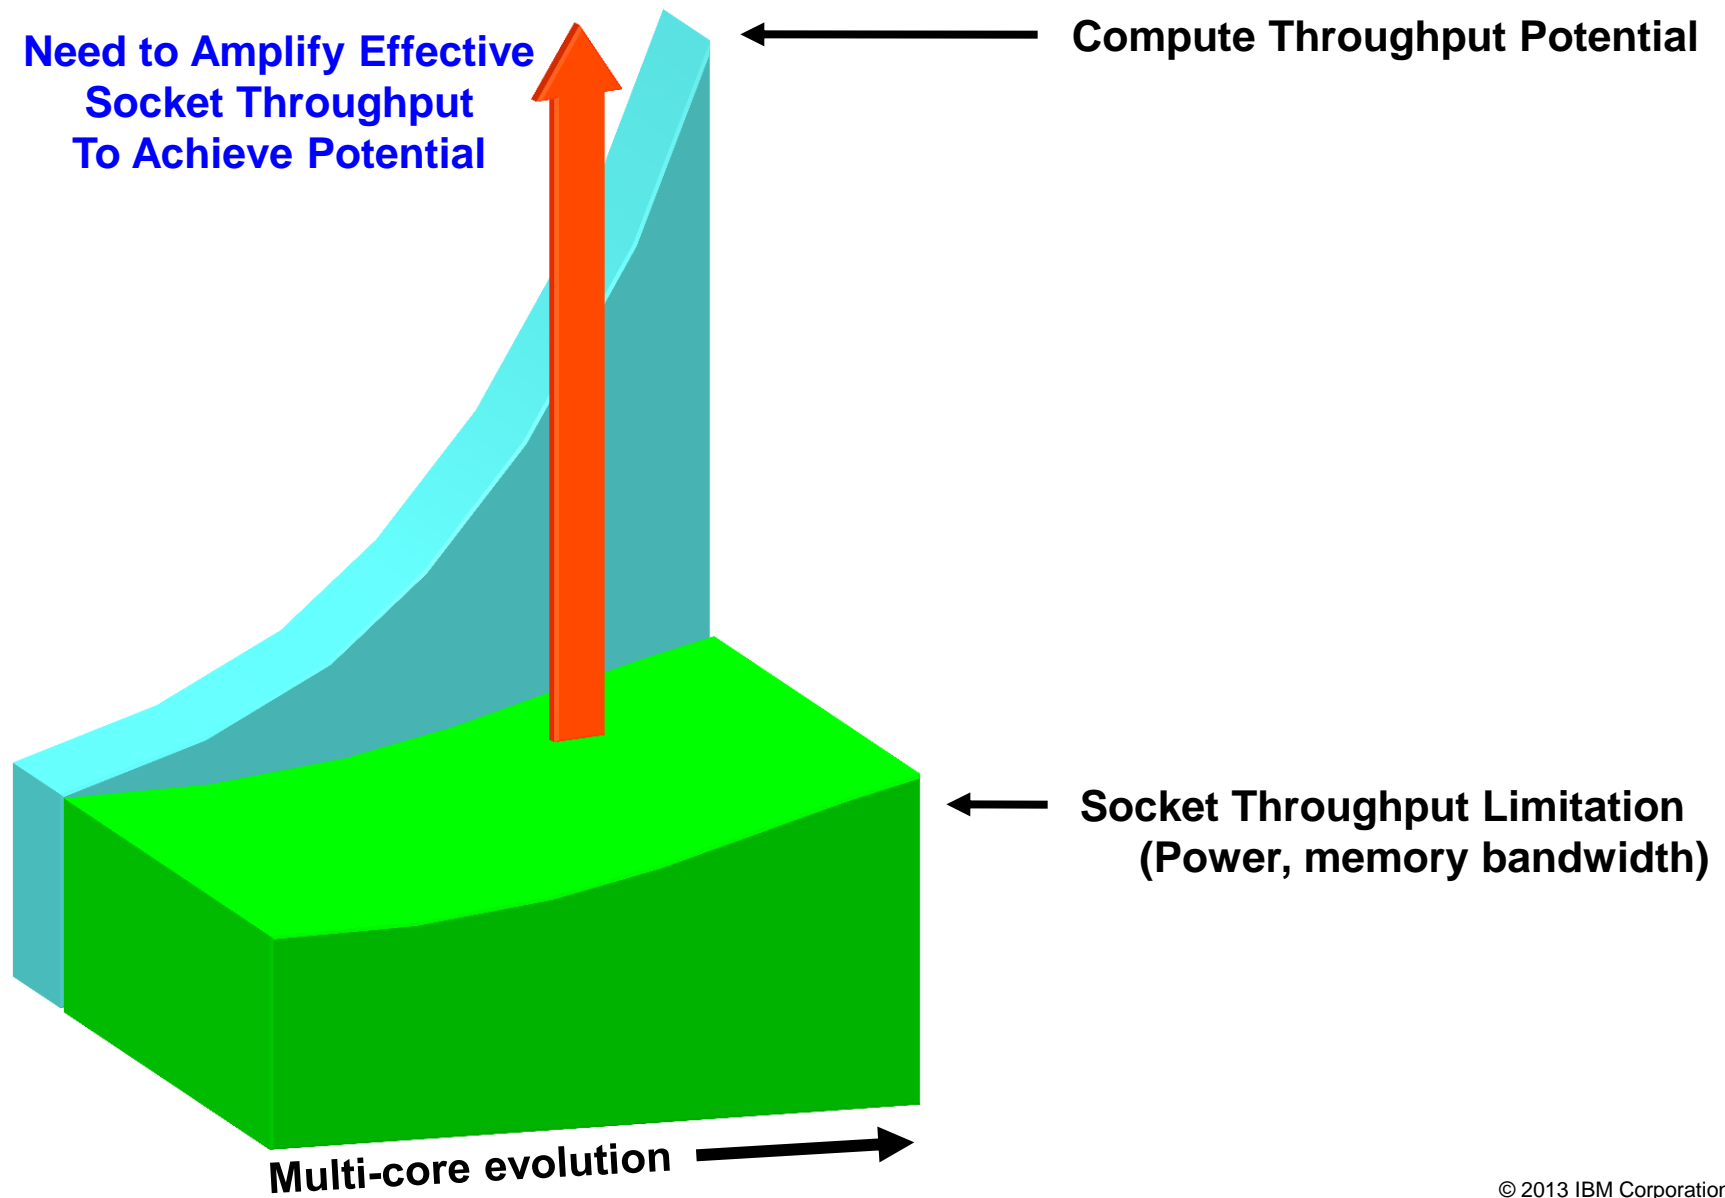 Need to Amplify Effective
Socket Throughput
To Achieve Potential
Compute Throughput Potential
Socket Throughput Limitation
(Power, memory bandwidth)
Multi-core evolution
© 2013 IBM Corporation